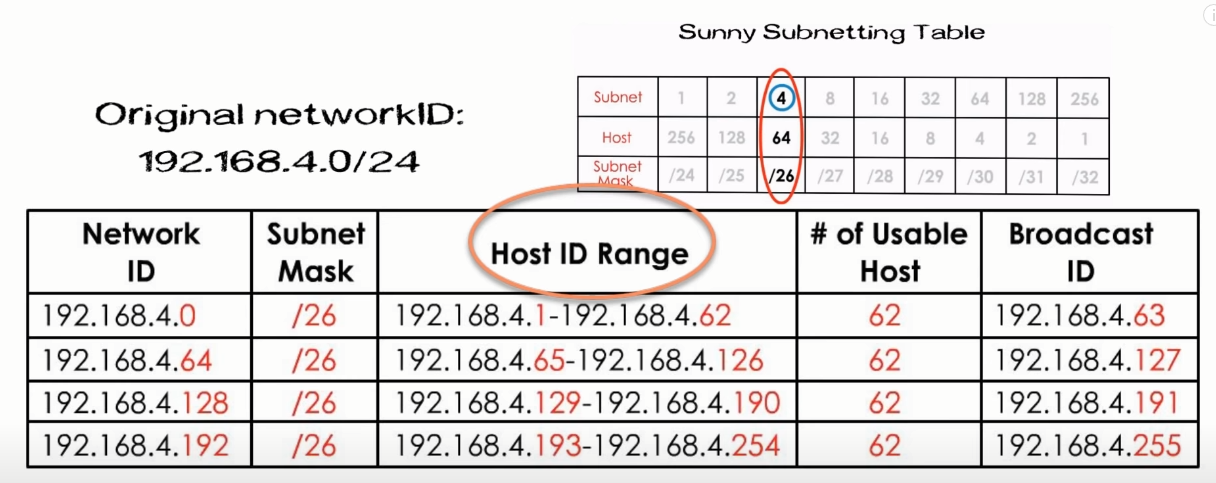 Sunny Subnetting Table
Original networkID:
192.168.4.0/24
Subnet 1 2 4 8 16 32 64 128 256
Host 256 128 64 32 16 8 4 2 1
Subnet Mask /24 /25 /26 /27 /28 /29 /30 /31 /32
Network ID Subnet Mask Host ID Range # of Usable Host Broadcast ID
192.168.4.0 /26 192.168.4.1-192.168.4.62 62 192.168.4.63
192.168.4.64 /26 192.168.4.65-192.168.4.126 62 192.168.4.127
192.168.4.128 /26 192.168.4.129-192.168.4.190 62 192.168.4.191
192.168.4.192 /26 192.168.4.193-192.168.4.254 62 192.168.4.255